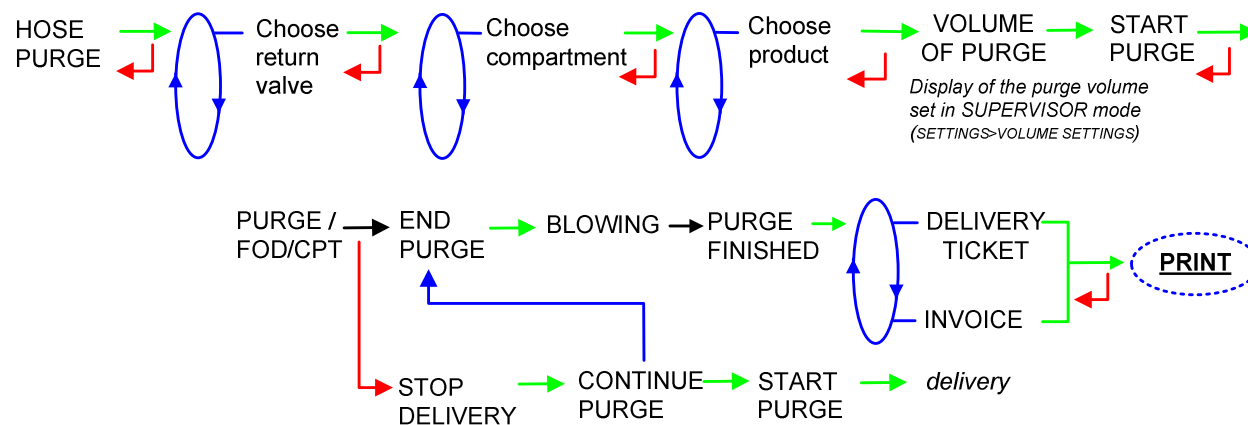 HOSE
PURGE
Choose
return
valve
Choose
compartment
Choose
product
VOLUME
OF PURGE
START
PURGE
Display of the purge volume
set in SUPERVISOR mode
(SETTINGS>VOLUME SETTINGS)
PURGE /
FOD/CPT
END
PURGE
BLOWING
PURGE
FINISHED
DELIVERY
TICKET
PRINT
INVOICE
STOP
DELIVERY
CONTINUE
PURGE
START
PURGE
delivery